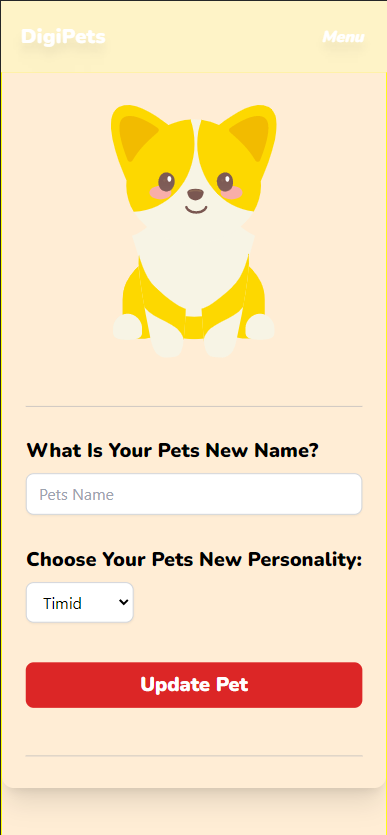 DigiPets
Menu
What Is Your Pets New Name?
Pets Name
Choose Your Pets New Personality:
Timid
Update Pet